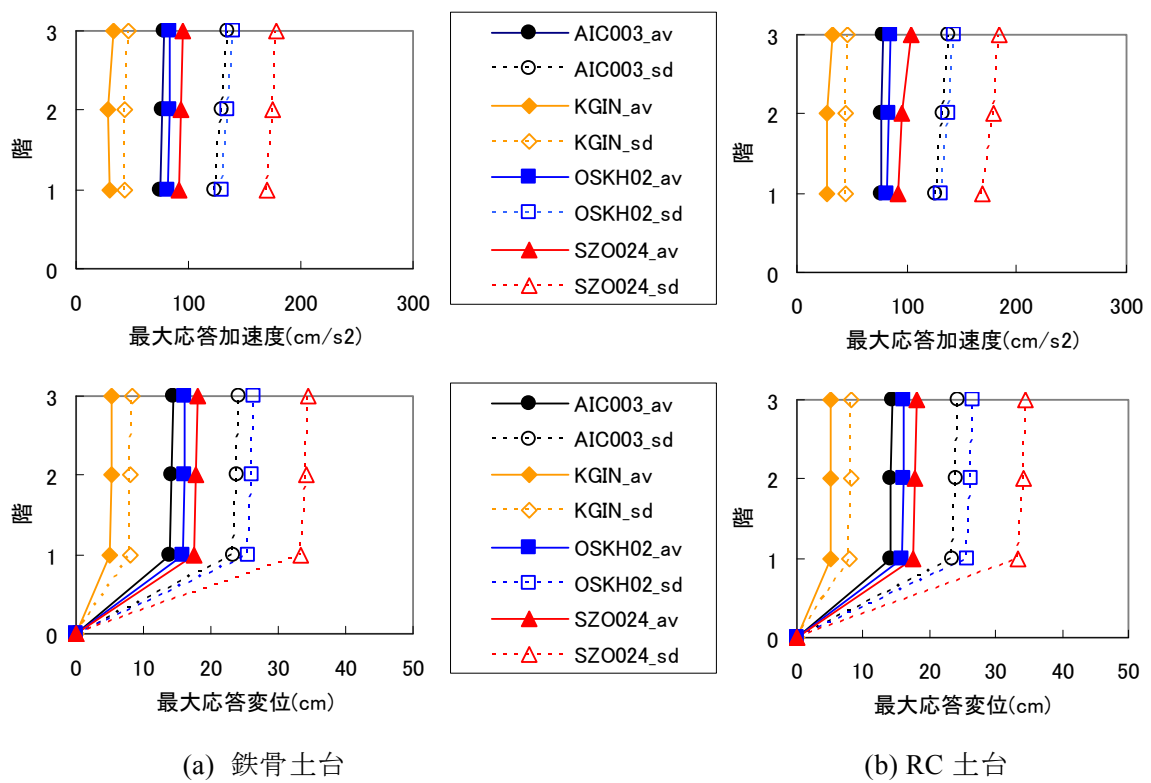 3
2
1
0
階
0 100 200 300
最大応答加速度(cm/s2)
AIC003_av
AIC003_sd
KGIN_av
KGIN_sd
OSKH02_av
OSKH02_sd
SZO024_av
SZO024_sd
3
2
1
0
階
0 100 200 300
最大応答加速度(cm/s2)
3
2
1
0
階
0 10 20 30 40 50
最大応答変位(cm)
AIC003_av
AIC003_sd
KGIN_av
KGIN_sd
OSKH02_av
OSKH02_sd
SZO024_av
SZO024_sd
3
2
1
0
階
0 10 20 30 40 50
最大応答変位(cm)
(a) 鉄骨土台
(b) RC 土台